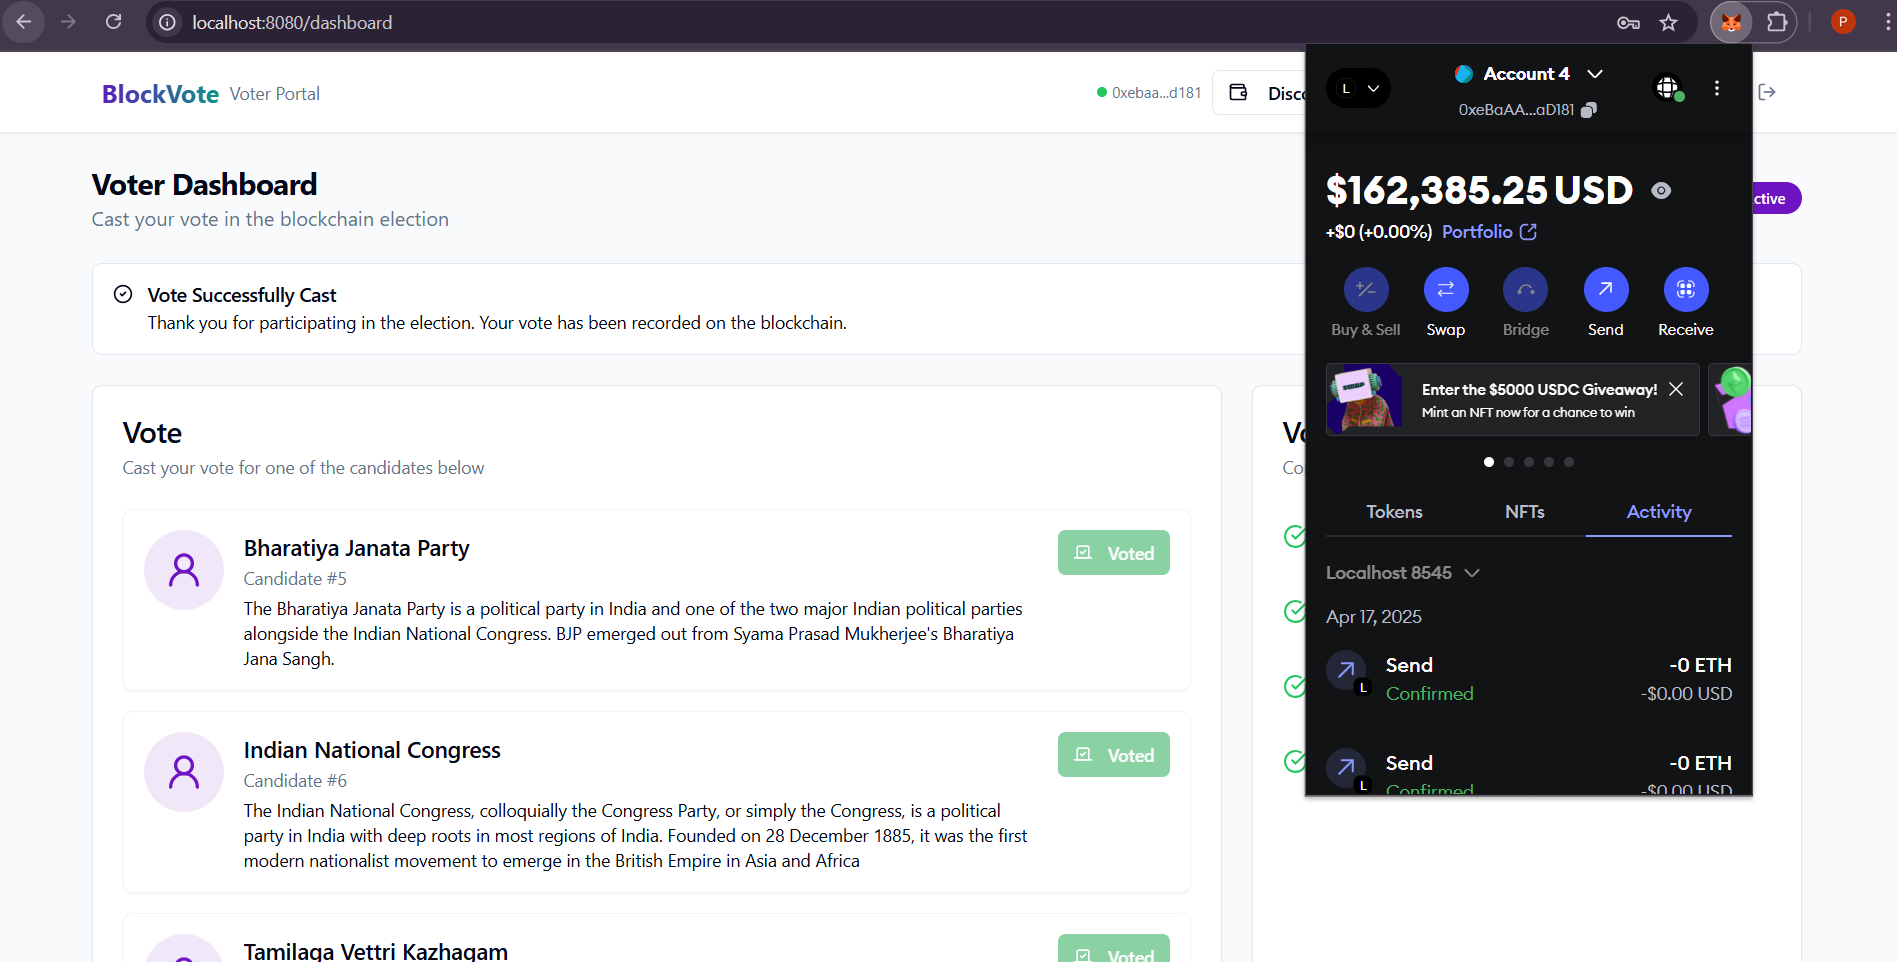 localhost:8080/dashboard
P
BlockVote Voter Portal
0xebaa...d181
Voter Dashboard
Cast your vote in the blockchain election
Vote Successfully Cast
Thank you for participating in the election. Your vote has been recorded on the blockchain.
Vote
Cast your vote for one of the candidates below
Bharatiya Janata Party
Candidate #5
The Bharatiya Janata Party is a political party in India and one of the two major Indian political parties
alongside the Indian National Congress. BJP emerged out from Syama Prasad Mukherjee's Bharatiya
Jana Sangh.
Voted
Indian National Congress
Candidate #6
The Indian National Congress, colloquially the Congress Party, or simply the Congress, is a political
party in India with deep roots in most regions of India. Founded on 28 December 1885, it was the first
modern nationalist movement to emerge in the British Empire in Asia and Africa
Voted
Tamilaga Vettri Kazhagam
Voted
L
Account 4
0xeBaAA...aD181
$162,385.25 USD
+$0 (+0.00%) Portfolio
Buy & Sell
Swap
Bridge
Send
Receive
Enter the $5000 USDC Giveaway!
Mint an NFT now for a chance to win
Tokens
NFTs
Activity
Localhost 8545
Apr 17, 2025
L
Send
-0 ETH
Confirmed
-$0.00 USD
L
Send
-0 ETH
Confirmed
-$0.00 USD